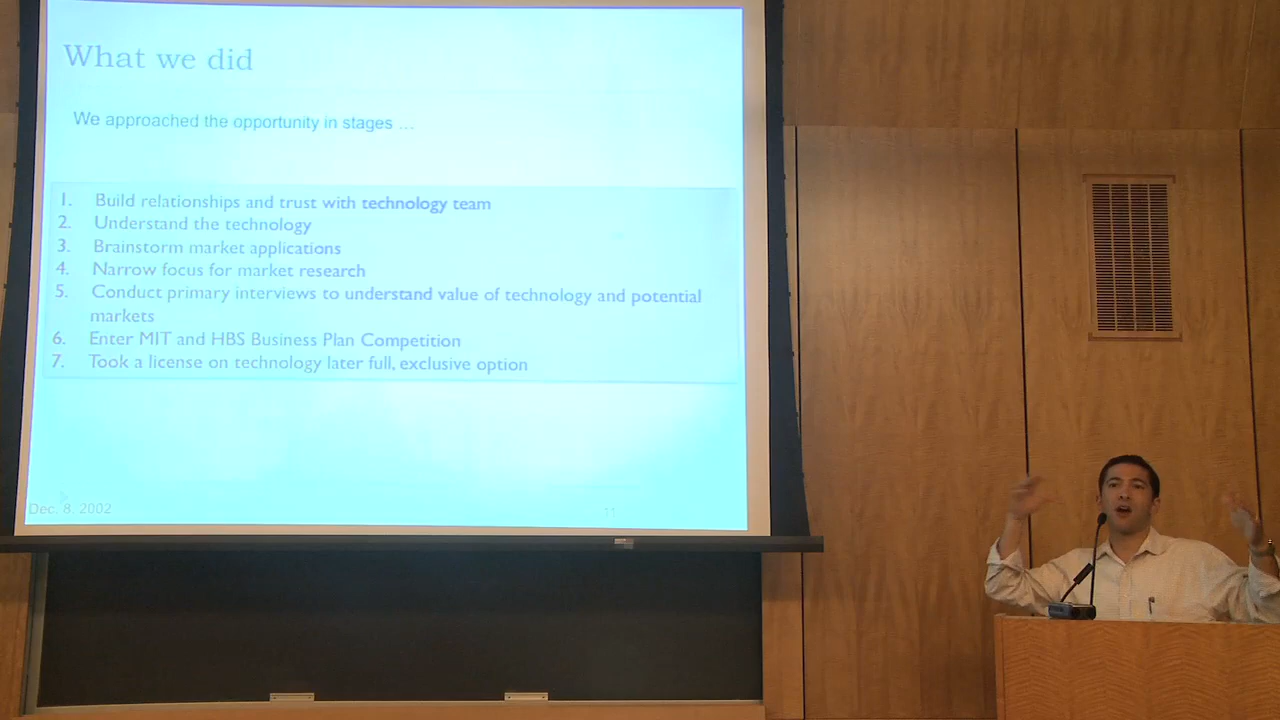 What we did
We approached the opportunity in stages ...
1. Build relationships and trust with technology team
2. Understand the technology
3. Brainstorm market applications
4. Narrow focus for market research
5. Conduct primary interviews to understand value of technology and potential
markets
6. Enter MIT and HBS Business Plan Competition
7. Took a license on technology later full, exclusive option
Dec. 8. 2002
11